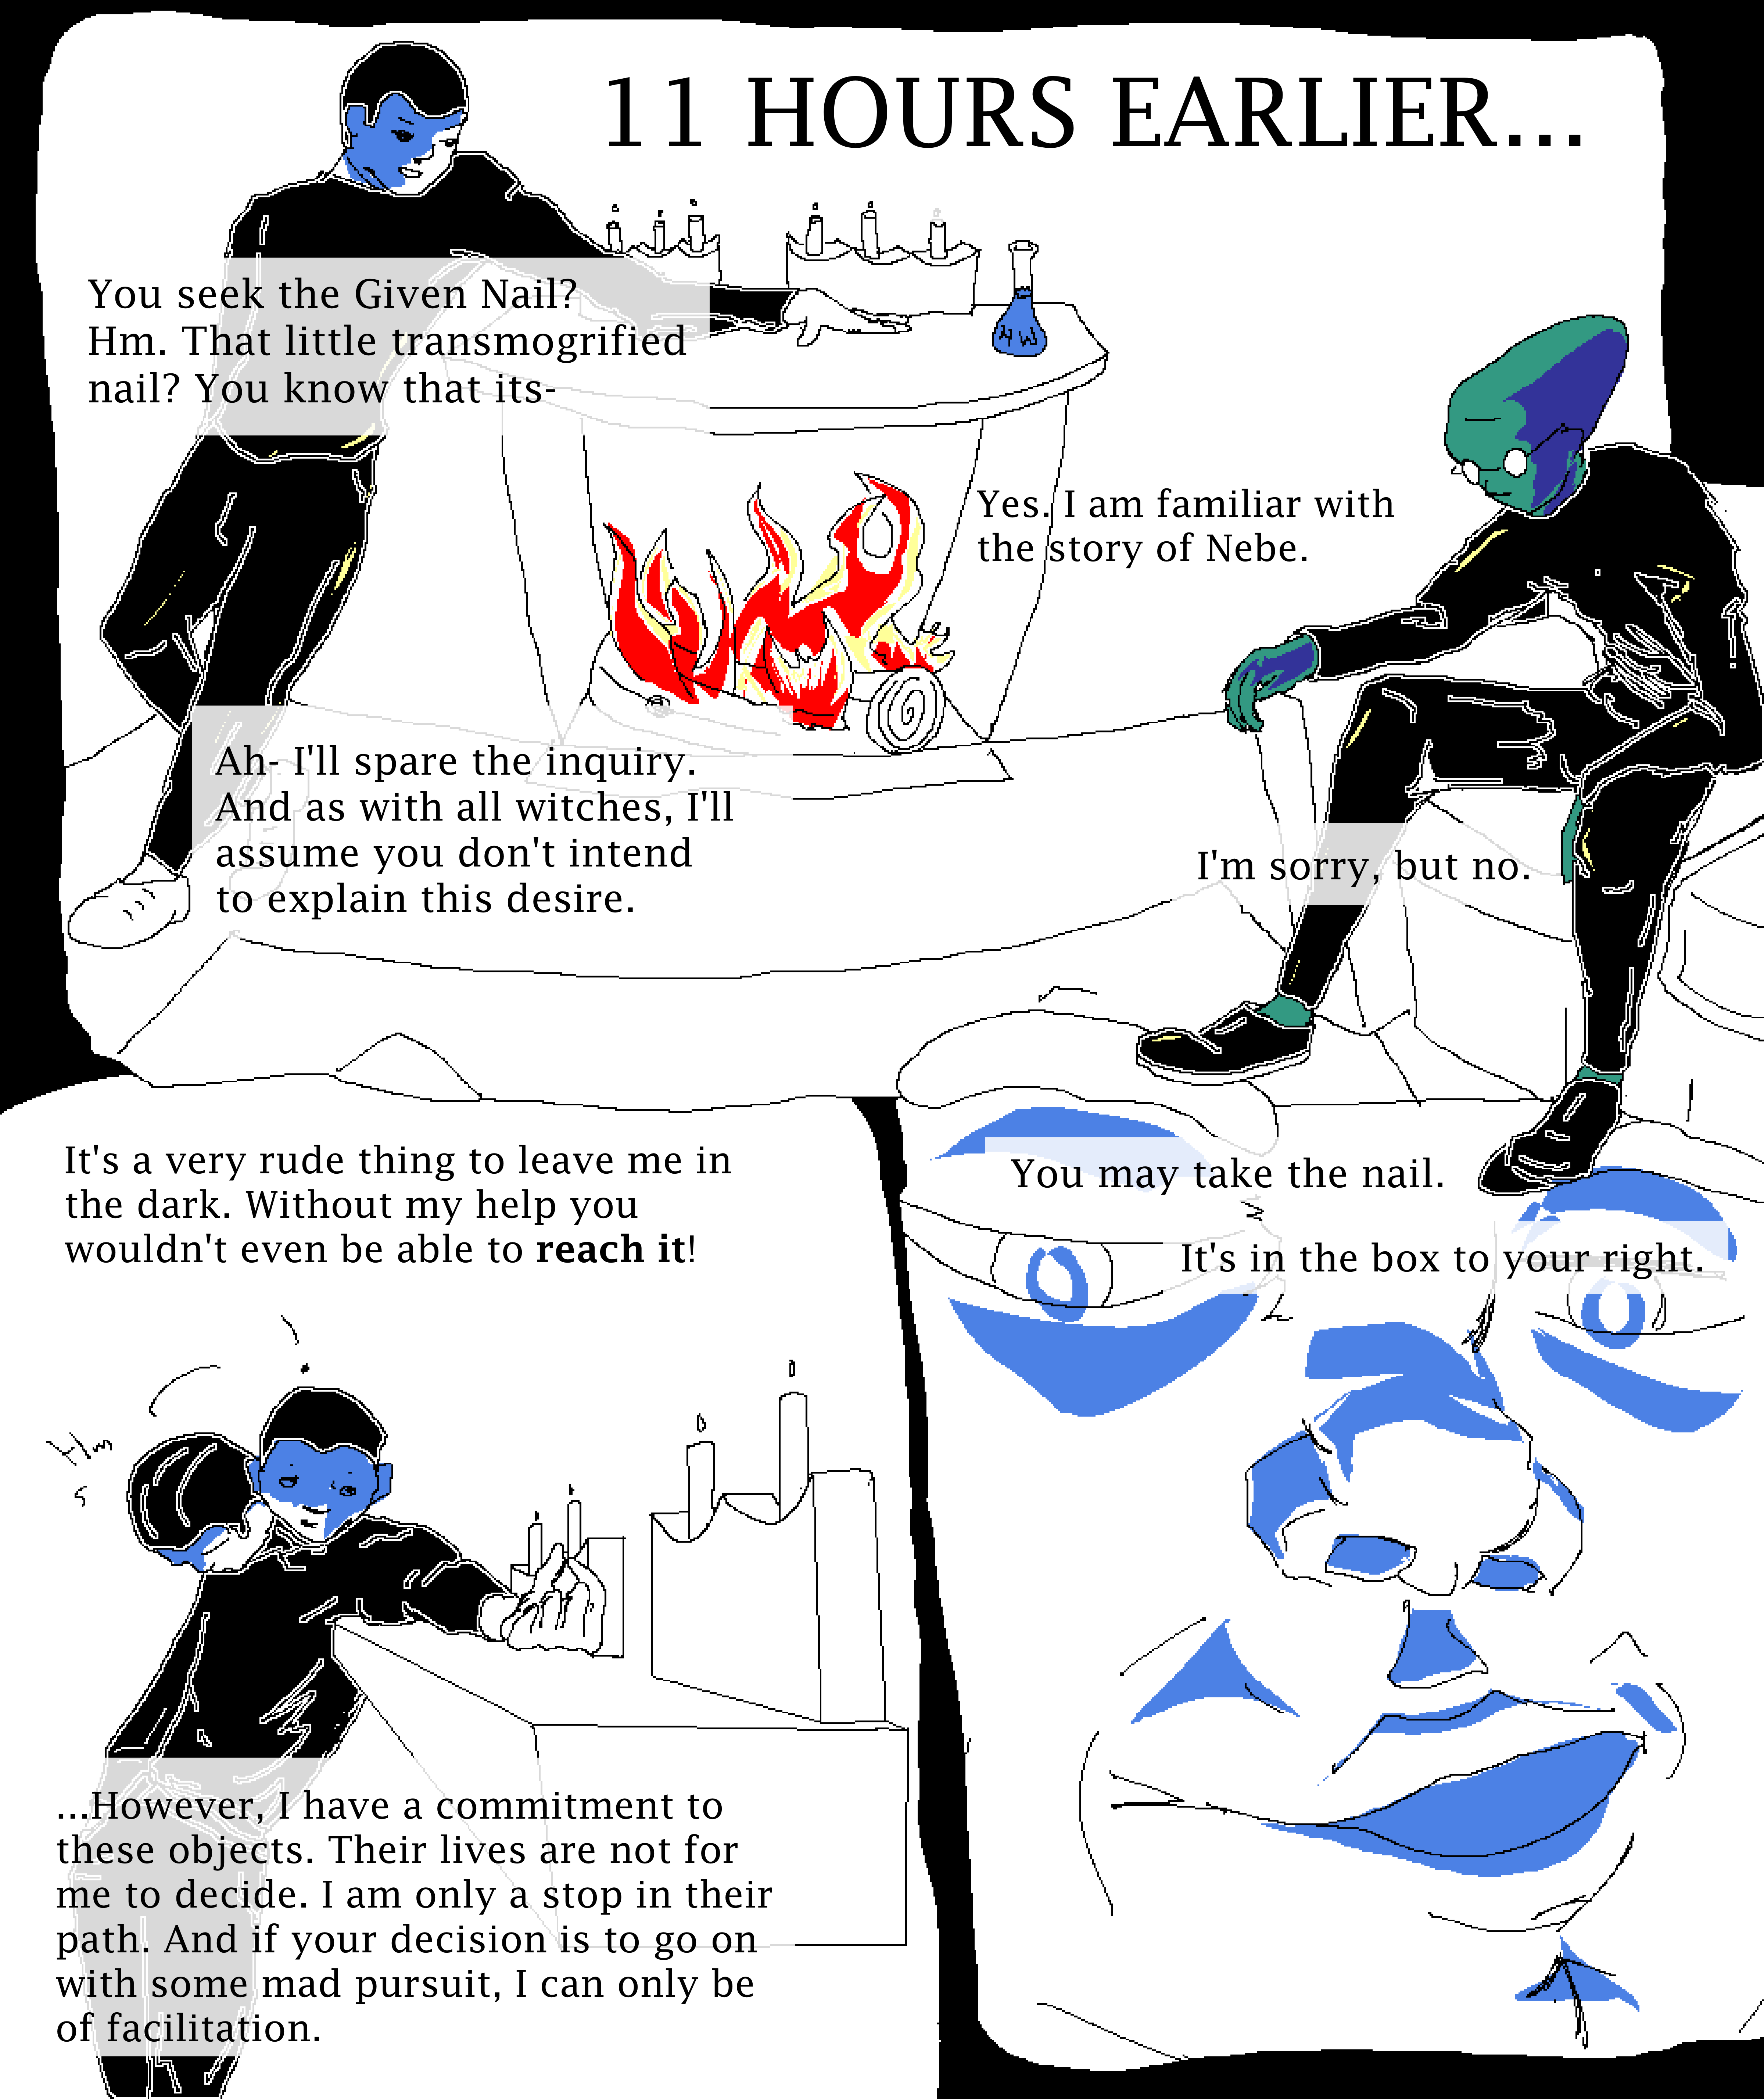 11 HOURS EARLIER...
You seek the Given Nail?
Hm. That little transmogrified
nail? You know that its-
Yes. I am familiar with
the story of Nebe.
Ah- I'll spare the inquiry.
And as with all witches, I'll
assume you don't intend
to explain this desire.
I'm sorry, but no.
It's a very rude thing to leave me in
the dark. Without my help you
wouldn't even be able to reach it!
Hm
...However, I have a commitment to
these objects. Their lives are not for
me to decide. I am only a stop in their
path. And if your decision is to go on
with some mad pursuit, I can only be
of facilitation.
You may take the nail.
It's in the box to your right.